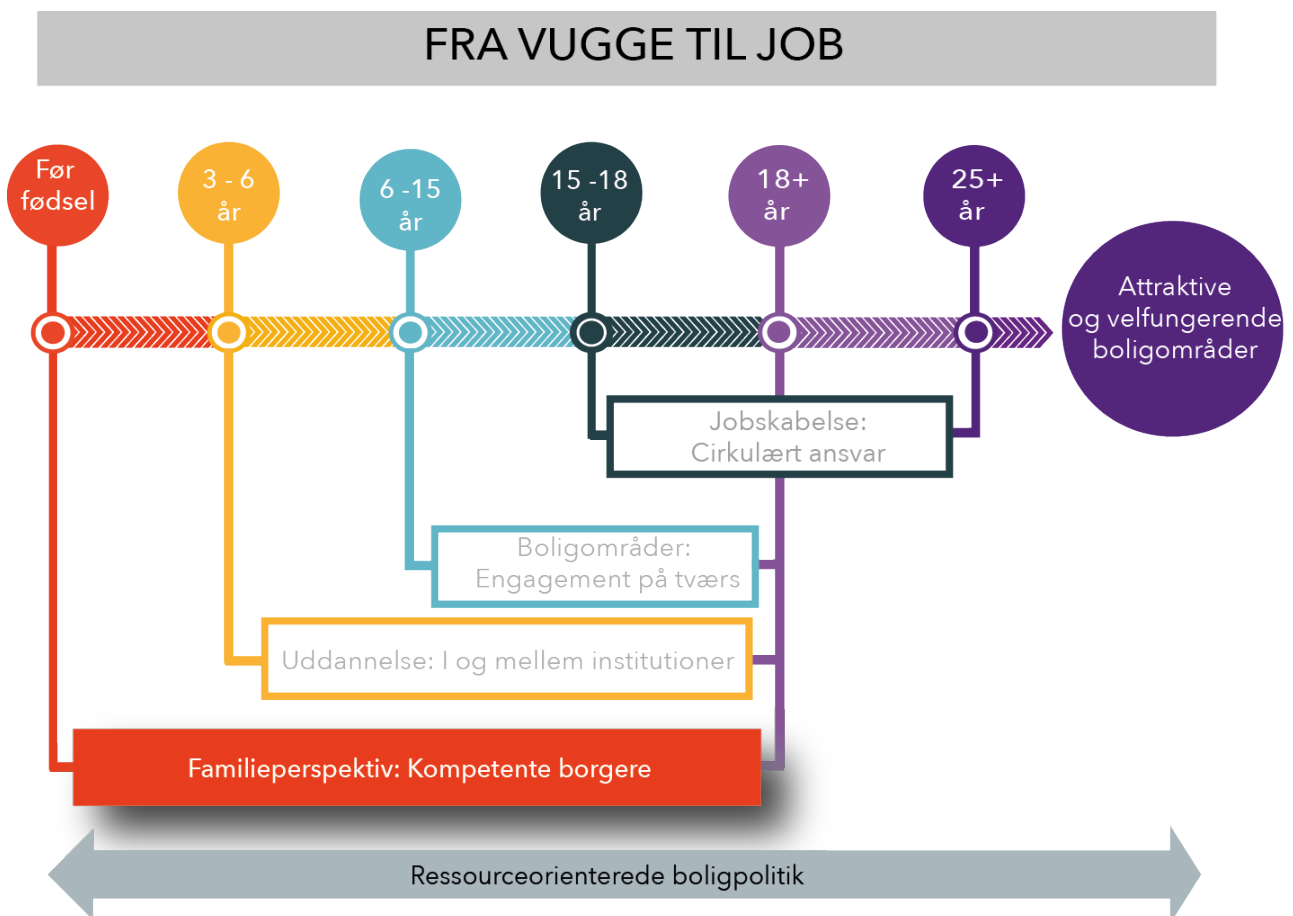 FRA VUGGE TIL JOB
Før
fødsel
3 - 6
år
6 -15
år
15 -18
år
18+
år
25+
år
Attraktive
og velfungerende
boligområder
Jobskabelse:
Cirkulært ansvar
Boligområder:
Engagement på tværs
Uddannelse: I og mellem institutioner
Familieperspektiv: Kompetente borgere
Ressourceorienterede boligpolitik